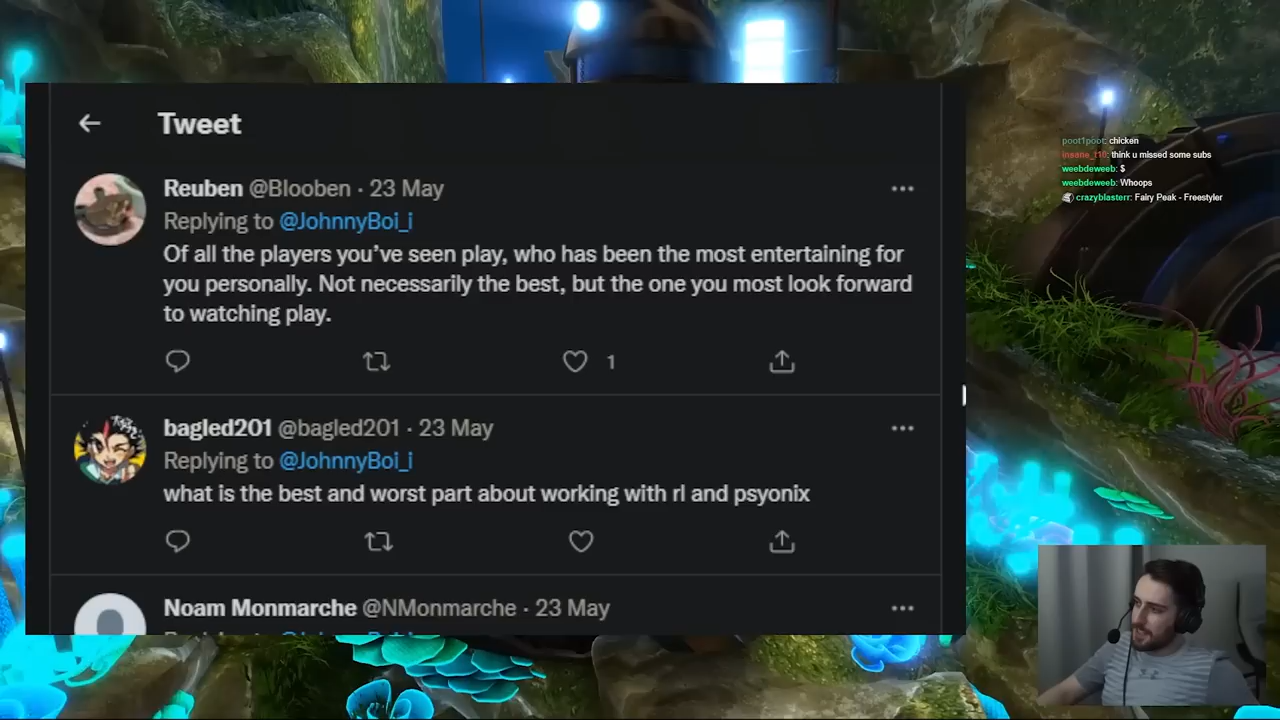 Tweet
Reuben @Blooben · 23 May
Replying to @JohnnyBoi_i
Of all the players you've seen play, who has been the most entertaining for
you personally. Not necessarily the best, but the one you most look forward
to watching play.
1
bagled201 @bagled201 · 23 May
Replying to @JohnnyBoi_i
what is the best and worst part about working with rl and psyonix
Noam Monmarche @NMonmarche · 23 May
poot1poot: chicken
insane_t10: think u missed some subs
weebdeweeb: $
weebdeweeb: Whoops
crazyblasterr: Fairy Peak - Freestyler